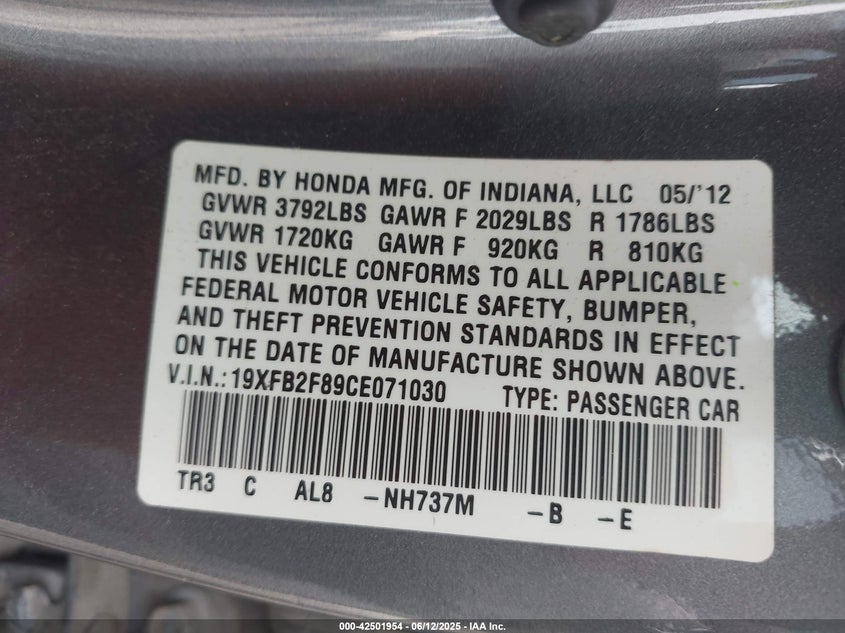 MFD. BY HONDA MFG. OF INDIANA, LLC 05/'12
GVWR 3792LBS GAWR F 2029LBS R 1786LBS
GVWR 1720KG GAWR F 920KG R 810KG
THIS VEHICLE CONFORMS TO ALL APPLICABLE
FEDERAL MOTOR VEHICLE SAFETY, BUMPER,
AND THEFT PREVENTION STANDARDS IN EFFECT
ON THE DATE OF MANUFACTURE SHOWN ABOVE.
V.I.N.:19XFB2F89CE071030 TYPE: PASSENGER CAR
TR3 C AL8 -NH737M -B -E
000-42501954 - 06/12/2025 - IAA Inc.